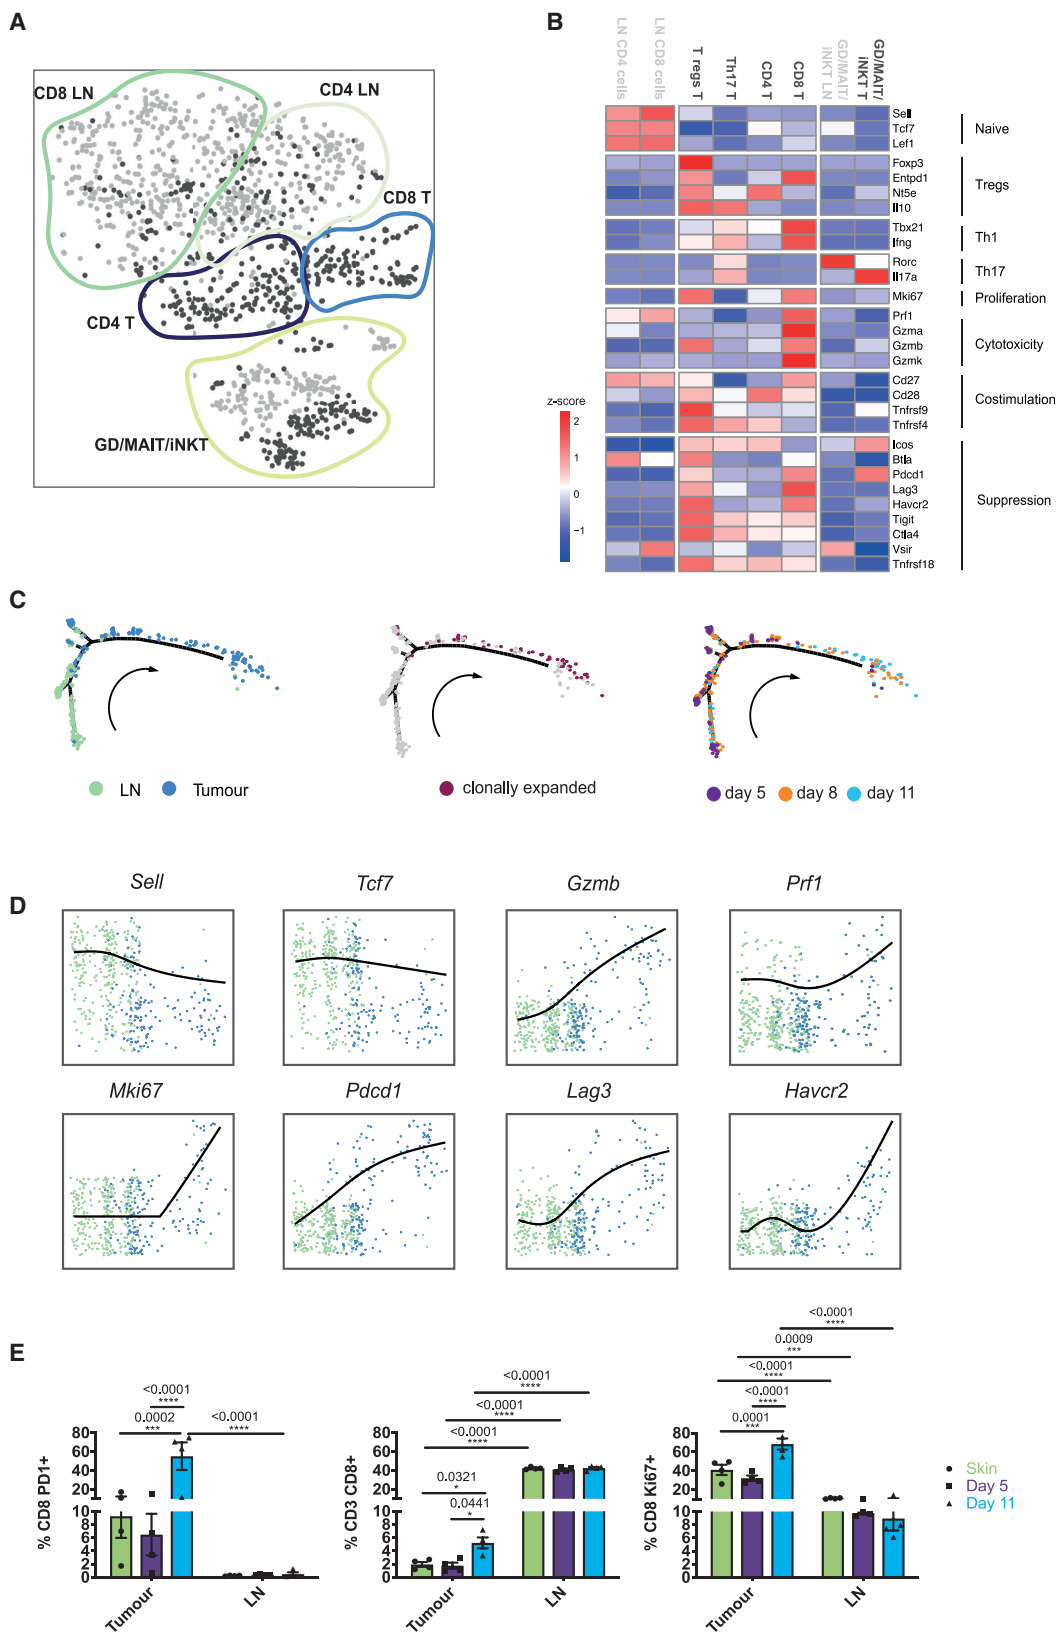 A
CD8 LN
CD4 LN
CD8 T
CD4 T
GD/MAIT/iNKT
B
LN CD4 cells
LN CD8 cells
T regs T
Th17 T
CD4 T
CD8 T
GD/MAIT/
iNKT LN
GD/MAIT/
iNKT T
Sell
Tcf7
Lef1
Naive
Foxp3
Entpd1
Nt5e
Il10
Tregs
Tbx21
Ifng
Th1
Rorc
Il17a
Th17
Mki67
Proliferation
Prf1
Gzma
Gzmb
Gzmk
Cytotoxicity
Cd27
Cd28
Tnfrsf9
Tnfrsf4
Costimulation
Icos
Btla
Pdcd1
Lag3
Havcr2
Tigit
Ctla4
Vsir
Tnfrsf18
Suppression
z-score
2
1
0
−1
C
LN
Tumour
clonally expanded
day 5
day 8
day 11
D
Sell
Tcf7
Gzmb
Prf1
Mki67
Pdcd1
Lag3
Havcr2
E
% CD8 PD1+
80
60
40
20
10
8
6
4
2
0
<0.0001
****
0.0002
***
<0.0001
****
Tumour
LN
% CD3 CD8+
80
60
40
20
10
8
6
4
2
0
<0.0001
****
<0.0001
****
<0.0001
****
0.0321
*
0.0441
*
Tumour
LN
% CD8 Ki67+
80
60
40
20
10
8
6
4
2
0
<0.0001
****
0.0009
***
<0.0001
****
<0.0001
****
0.0001
***
Tumour
LN
Skin
Day 5
Day 11